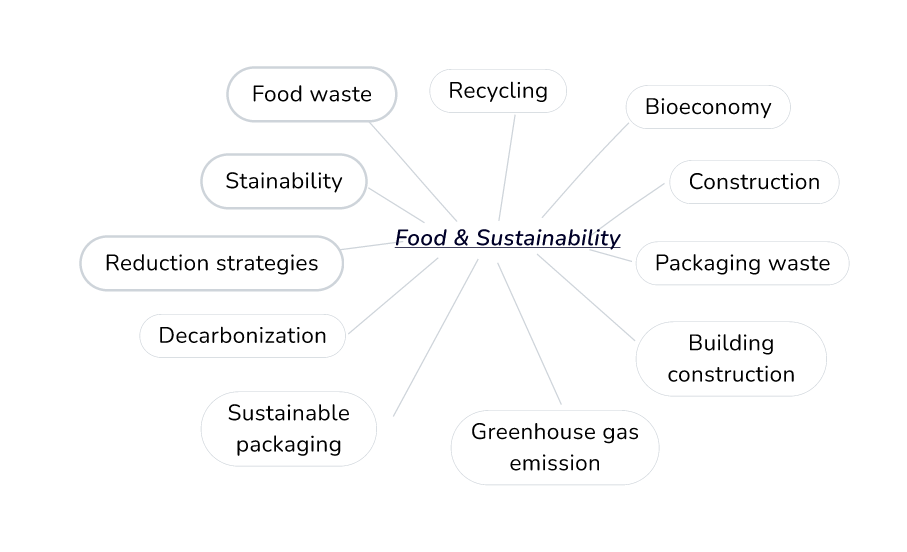 Food waste
Recycling
Bioeconomy
Stainability
Construction
Food & Sustainability
Reduction strategies
Packaging waste
Decarbonization
Building
construction
Sustainable
packaging
Greenhouse gas
emission